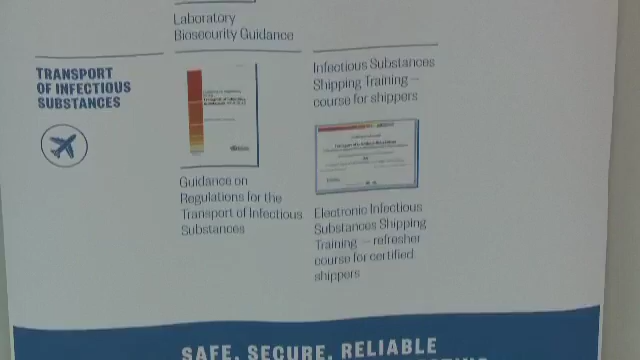 Laboratory
Biosecurity Guidance
TRANSPORT
OF INFECTIOUS
SUBSTANCES
Guidance on
Regulations for the
Transport of Infectious
Substances
Infectious Substances
Shipping Training –
course for shippers
Electronic Infectious
Substances Shipping
Training – refresher
course for certified
shippers
SAFE, SECURE, RELIABLE